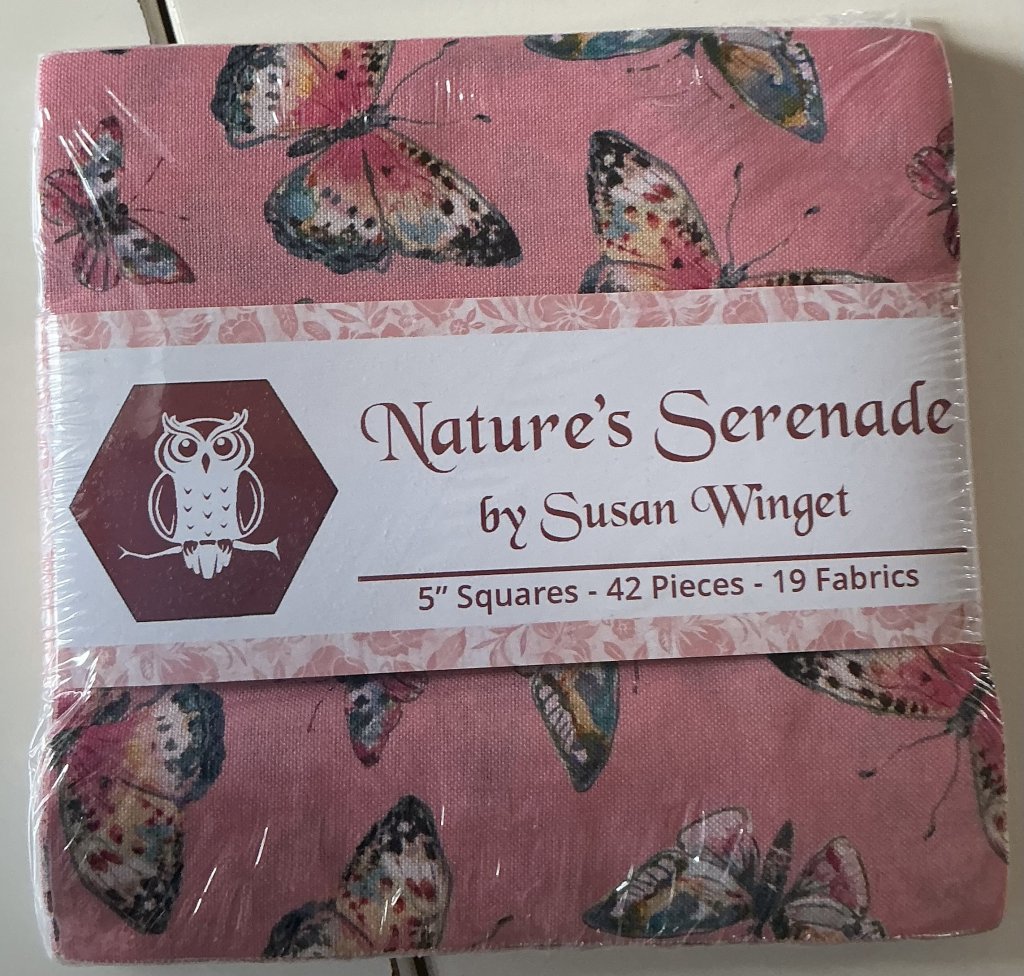 Nature's Serenade
by Susan Winget
5” Squares - 42 Pieces - 19 Fabrics